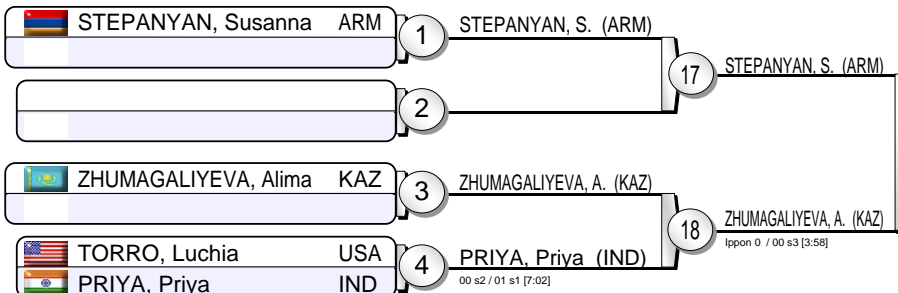 STEPANYAN, Susanna ARM
1
STEPANYAN, S. (ARM)
17
STEPANYAN, S. (ARM)
2
ZHUMAGALIYEVA, Alima KAZ
3
ZHUMAGALIYEVA, A. (KAZ)
18
ZHUMAGALIYEVA, A. (KAZ)
Ippon 0 / 00 s3 [3:58]
TORRO, Luchia USA
4
PRIYA, Priya (IND)
00 s2 / 01 s1 [7:02]
PRIYA, Priya IND